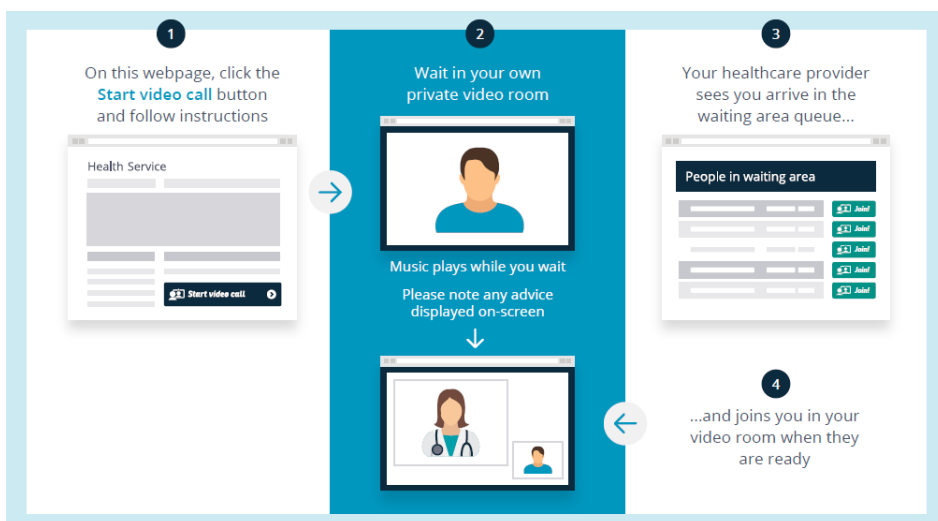 1
On this webpage, click the
Start video call button
and follow instructions
Health Service
Start video call
2
Wait in your own
private video room
Music plays while you wait
Please note any advice
displayed on-screen
3
Your healthcare provider
sees you arrive in the
waiting area queue...
People in waiting area
Join!
Join!
Join!
Join!
Join!
4
...and joins you in your
video room when they
are ready